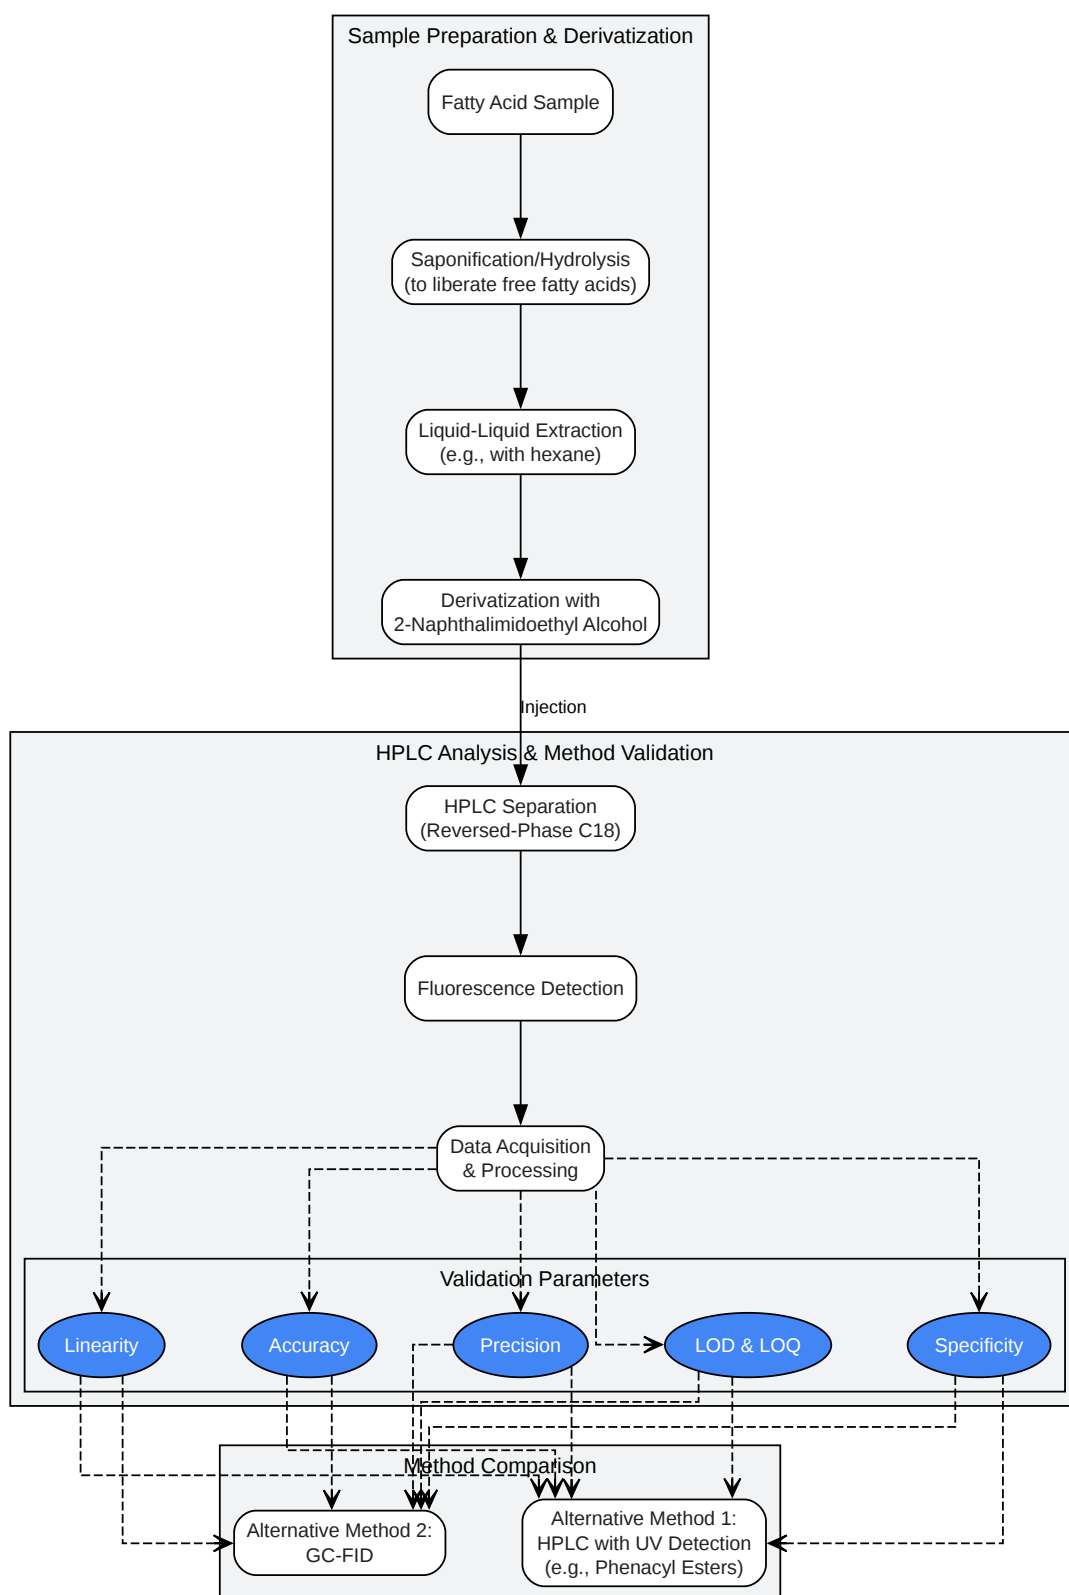 Sample Preparation & Derivatization
Fatty Acid Sample
Saponification/Hydrolysis
(to liberate free fatty acids)
Liquid-Liquid Extraction
(e.g., with hexane)
Derivatization with
2-Naphthalimidoethyl Alcohol
Injection
HPLC Analysis & Method Validation
HPLC Separation
(Reversed-Phase C18)
Fluorescence Detection
Data Acquisition
& Processing
Validation Parameters
Linearity
Accuracy
Precision
LOD & LOQ
Specificity
Method Comparison
Alternative Method 2:
GC-FID
Alternative Method 1:
HPLC with UV Detection
(e.g., Phenacyl Esters)